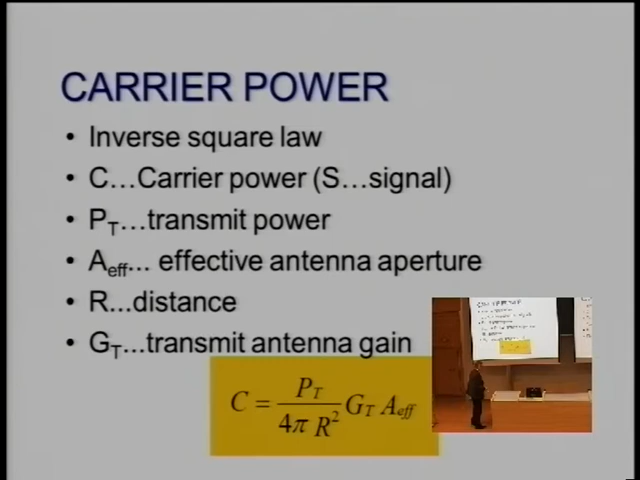 CARRIER POWER
• Inverse square law
• C…Carrier power (S…signal)
• P_T…transmit power
• A_eff... effective antenna aperture
• R...distance
• G_T...transmit antenna gain
C = P_T / (4π R²) G_T A_eff